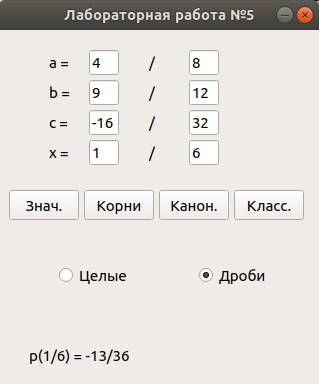 Лабораторная работа №5
a = 4 / 8
b = 9 / 12
c = -16 / 32
x = 1 / 6
Знач. Корни Канон. Класс.
Целые Дроби
p(1/6) = -13/36